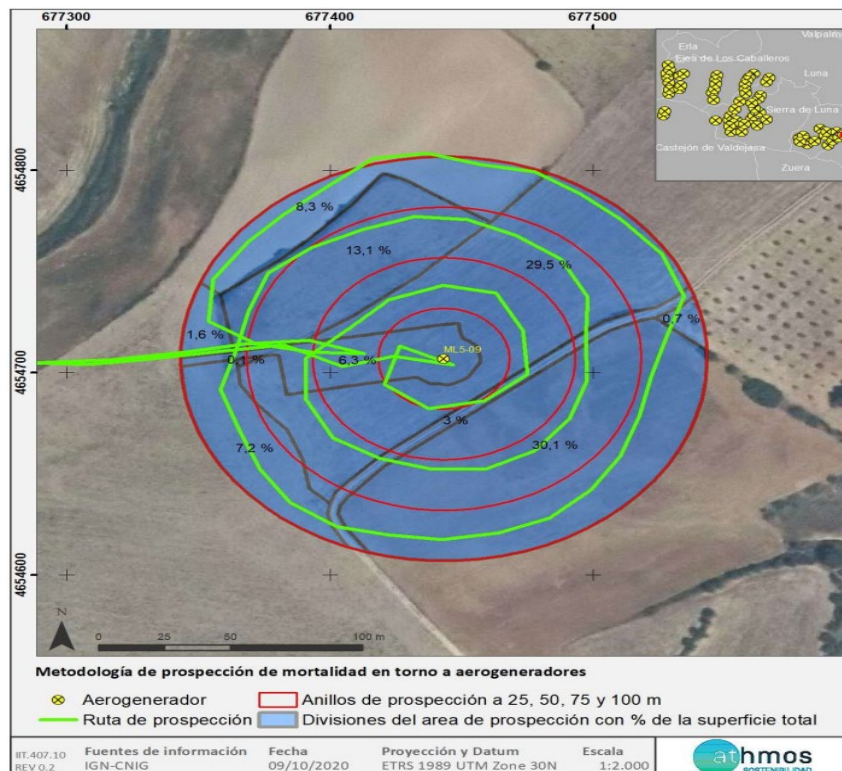 677300 677400 677500
Valpalm
Erla
Ejea de Los Caballeros
Luna
Sierra de Luna
Castejón de Valdejasa
Zuera
4654800
8,3 %
13,1 %
29,5 %
1,6 %
0,7 %
0,1 %
ML5-09
6,3 %
4654700
3 %
7,2 %
30,1 %
4654600
N
0 25 50 100 m
Metodología de prospección de mortalidad en torno a aerogeneradores
Aerogenerador Anillos de prospección a 25, 50, 75 y 100 m
Ruta de prospección Divisiones del area de prospección con % de la superficie total
IIT.407.10 Fuentes de información Fecha Proyección y Datum Escala
REV 0.2 IGN-CNIG 09/10/2020 ETRS 1989 UTM Zone 30N 1:2.000
athmos
SOSTENIBILIDAD